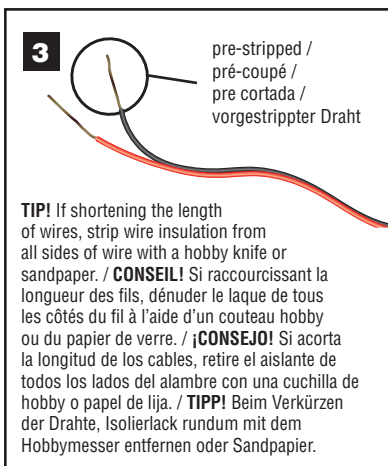 3
pre-stripped /
pré-coupé /
pre cortada /
vorgestrippter Draht
TIP! If shortening the length
of wires, strip wire insulation from
all sides of wire with a hobby knife or
sandpaper. / CONSEIL! Si raccourcissant la
longueur des fils, dénuder le laque de tous
les côtés du fil à l'aide d'un couteau hobby
ou du papier de verre. / ¡CONSEJO! Si acorta
la longitud de los cables, retire el aislante de
todos los lados del alambre con una cuchilla de
hobby o papel de lija. / TIPP! Beim Verkürzen
der Drahte, Isolierlack rundum mit dem
Hobbymesser entfernen oder Sandpapier.